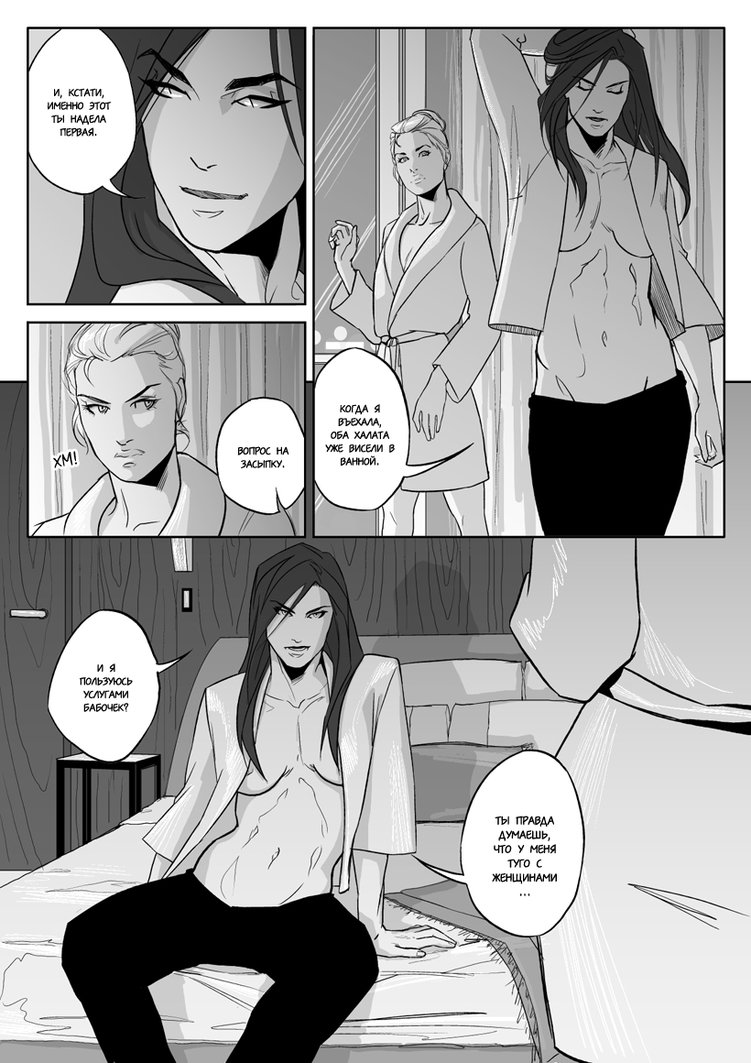 И, КСТАТИ,
ИМЕННО ЭТОТ
ТЫ НАДЕЛА
ПЕРВАЯ.
КОГДА Я
ВЪЕХАЛА,
ОБА ХАЛАТА
УЖЕ ВИСЕЛИ В
ВАННОЙ.
ХМ!
ВОПРОС НА
ЗАСЫПКУ.
И Я
ПОЛЬЗУЮСЬ
УСЛУГАМИ
БАБОЧЕК?
ТЫ ПРАВДА
ДУМАЕШЬ,
ЧТО У МЕНЯ
ТУГО С
ЖЕНЩИНАМИ
...